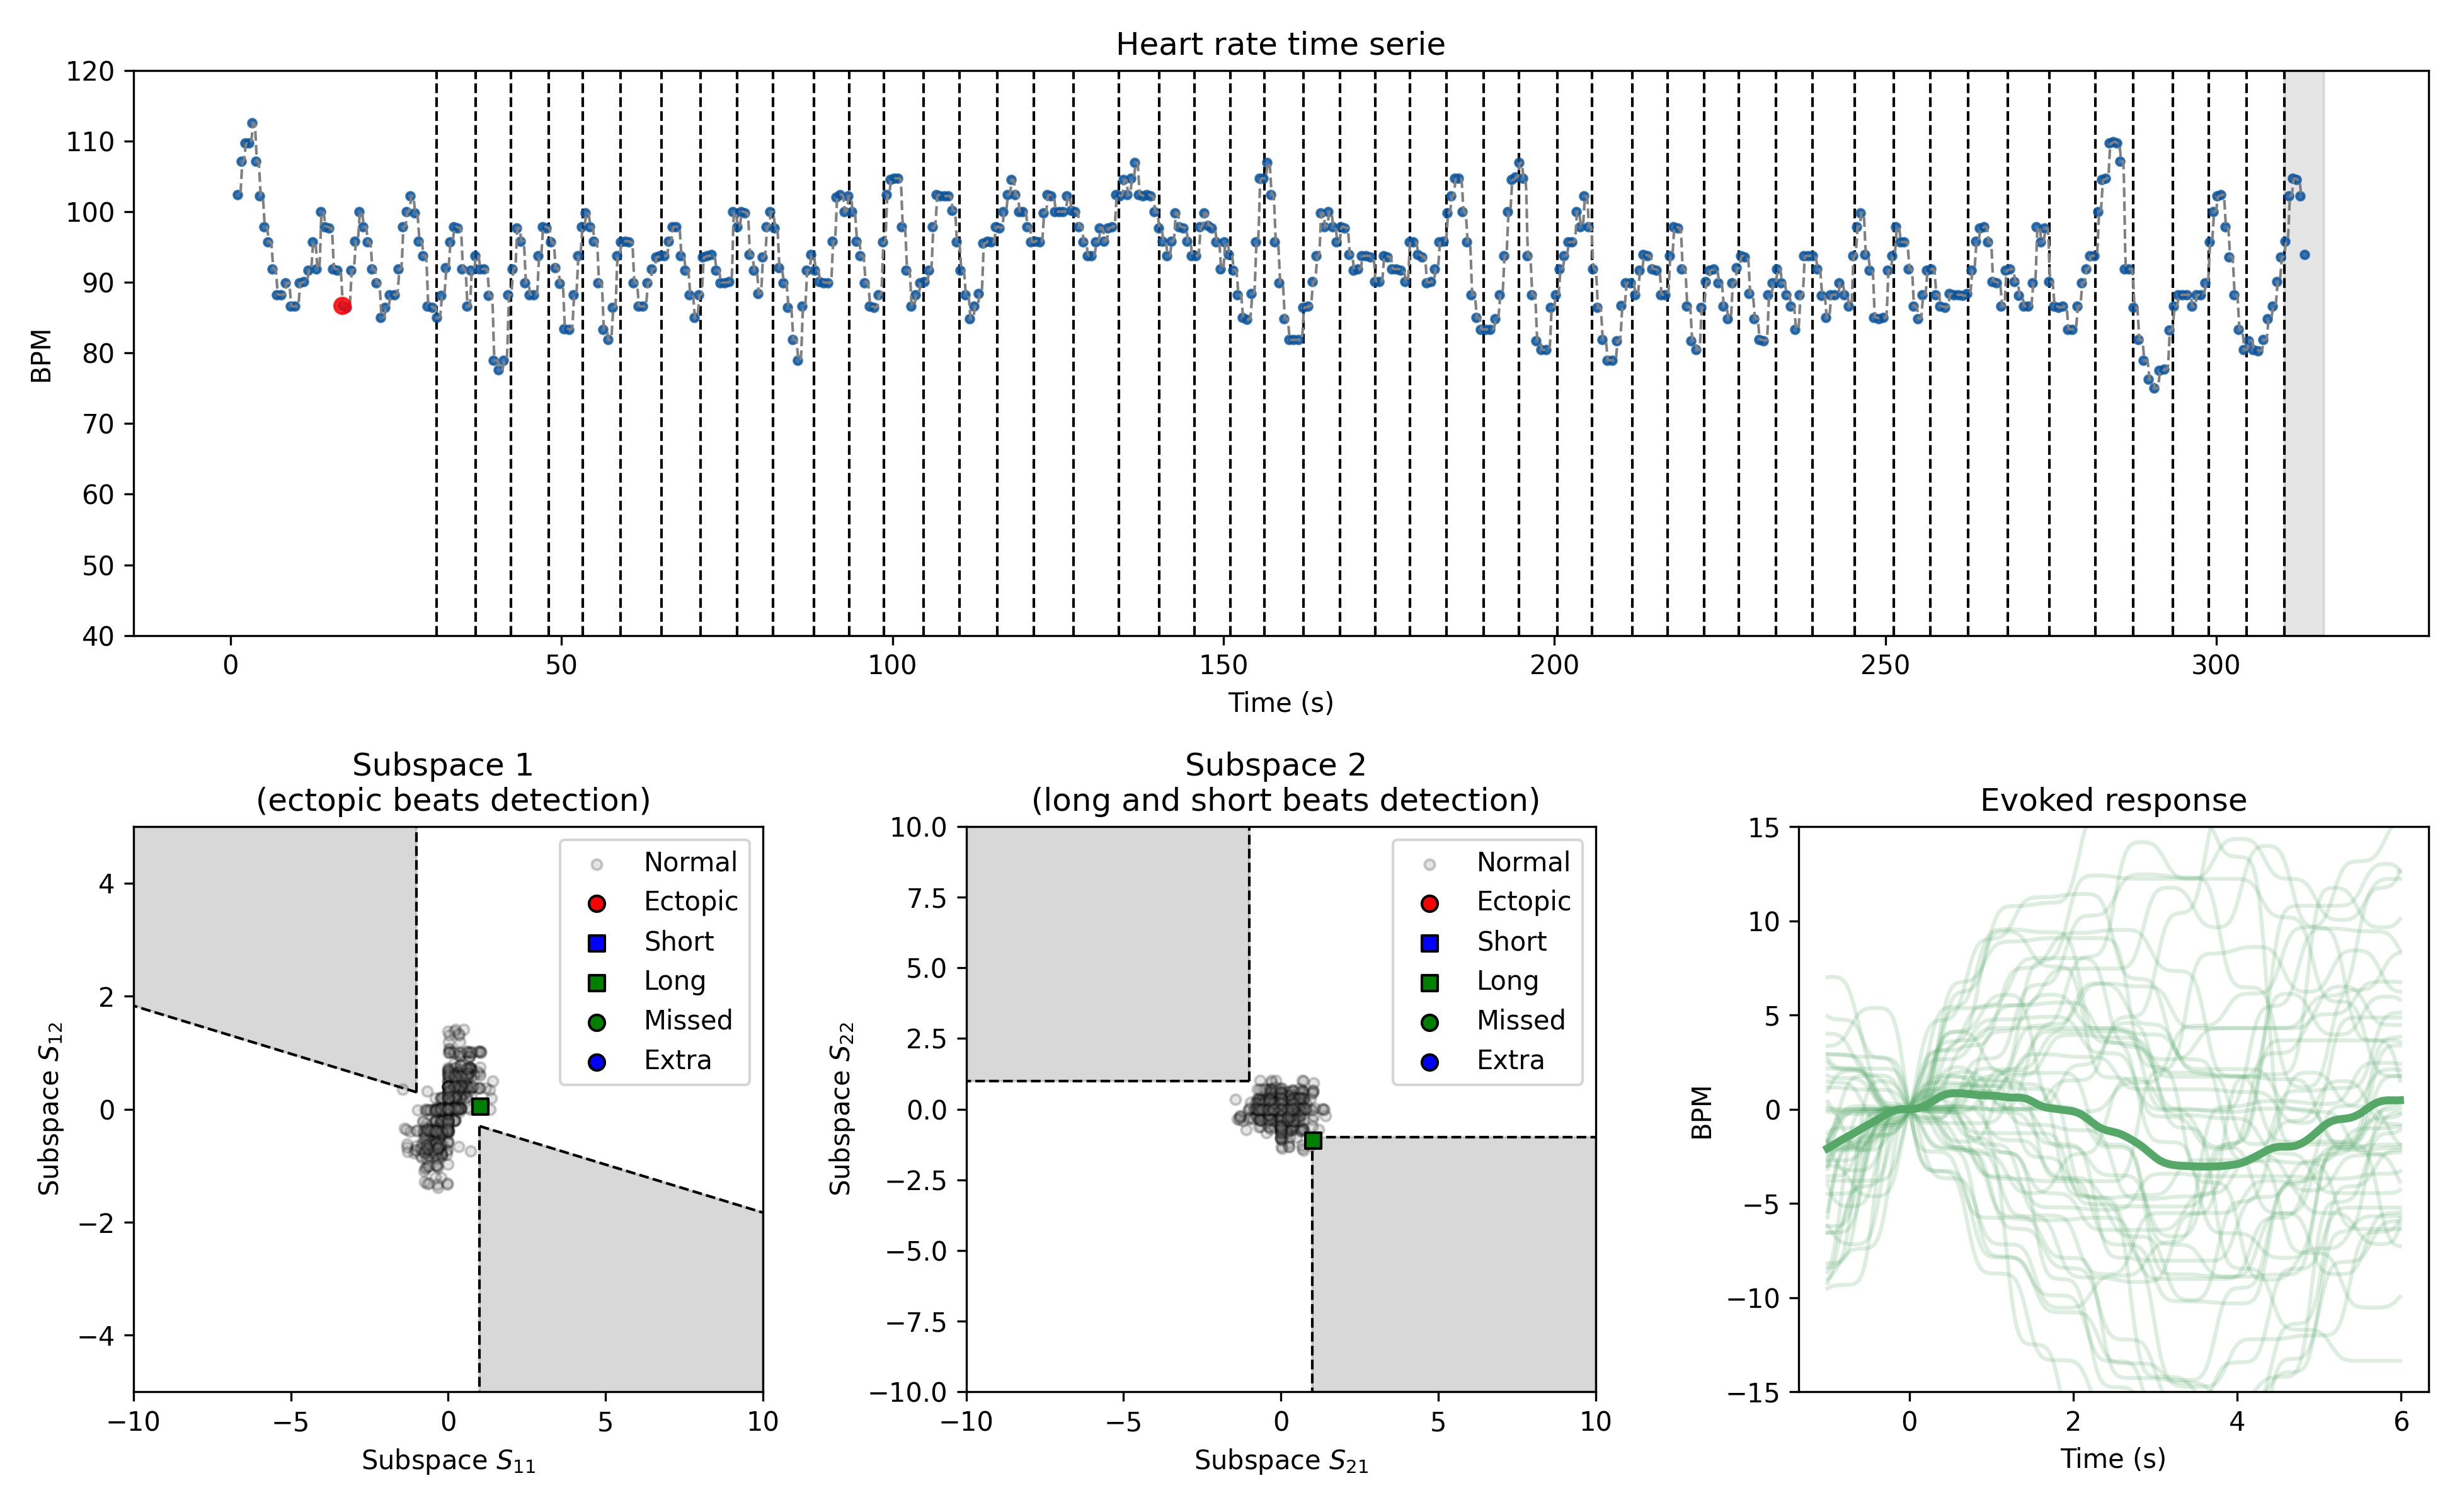 Heart rate time serie
120
110
100
90
80
70
60
50
40
BPM
0 50 100 150 200 250 300
Time (s)
Subspace 1
(ectopic beats detection)
4
2
0
−2
−4
Subspace S12
Normal
Ectopic
Short
Long
Missed
Extra
−10 −5 0 5 10
Subspace S11
Subspace 2
(long and short beats detection)
10.0
7.5
5.0
2.5
0.0
−2.5
−5.0
−7.5
−10.0
Subspace S22
Normal
Ectopic
Short
Long
Missed
Extra
−10 −5 0 5 10
Subspace S21
Evoked response
15
10
5
0
−5
−10
−15
BPM
0 2 4 6
Time (s)